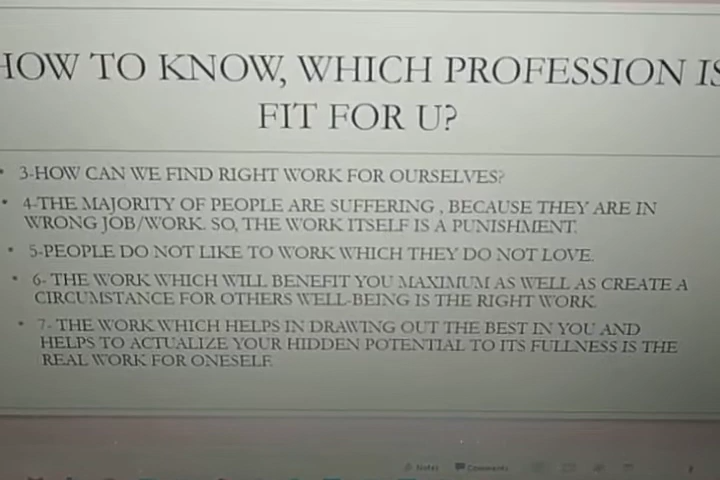 HOW TO KNOW, WHICH PROFESSION IS
FIT FOR U?
• 3-HOW CAN WE FIND RIGHT WORK FOR OURSELVES?
• 4-THE MAJORITY OF PEOPLE ARE SUFFERING , BECAUSE THEY ARE IN
WRONG JOB/WORK. SO, THE WORK ITSELF IS A PUNISHMENT.
• 5-PEOPLE DO NOT LIKE TO WORK WHICH THEY DO NOT LOVE.
• 6- THE WORK WHICH WILL BENEFIT YOU MAXIMUM AS WELL AS CREATE A
CIRCUMSTANCE FOR OTHERS WELL-BEING IS THE RIGHT WORK.
• 7- THE WORK WHICH HELPS IN DRAWING OUT THE BEST IN YOU AND
HELPS TO ACTUALIZE YOUR HIDDEN POTENTIAL TO ITS FULLNESS IS THE
REAL WORK FOR ONESELF.
Notes Comments